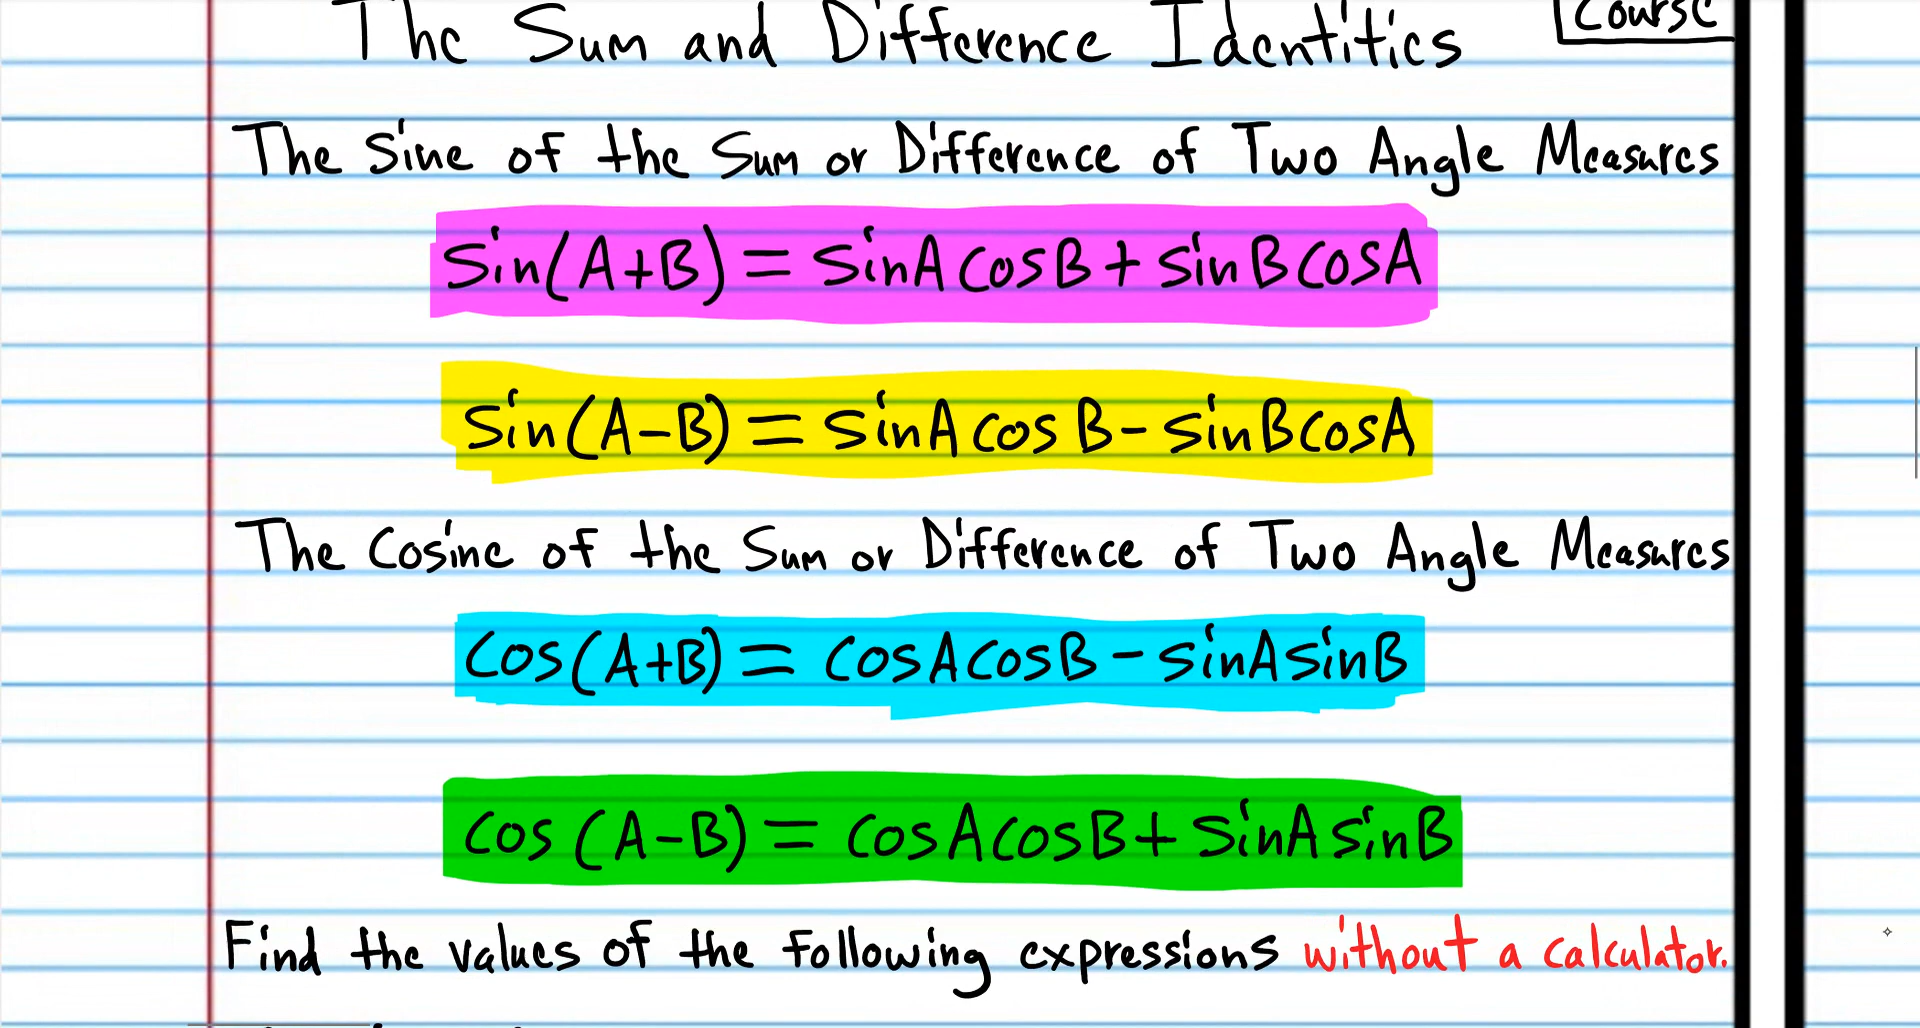 The Sum and Difference Identities
Course
The Sine of the Sum or Difference of Two Angle Measures
Sin(A+B) = sinA cosB + sinB cosA
Sin(A-B) = sinA cosB - sinB cosA
The Cosine of the Sum or Difference of Two Angle Measures
Cos(A+B) = cosA cosB - sinA sinB
Cos(A-B) = cosA cosB + sinA sinB
Find the values of the following expressions without a calculator.